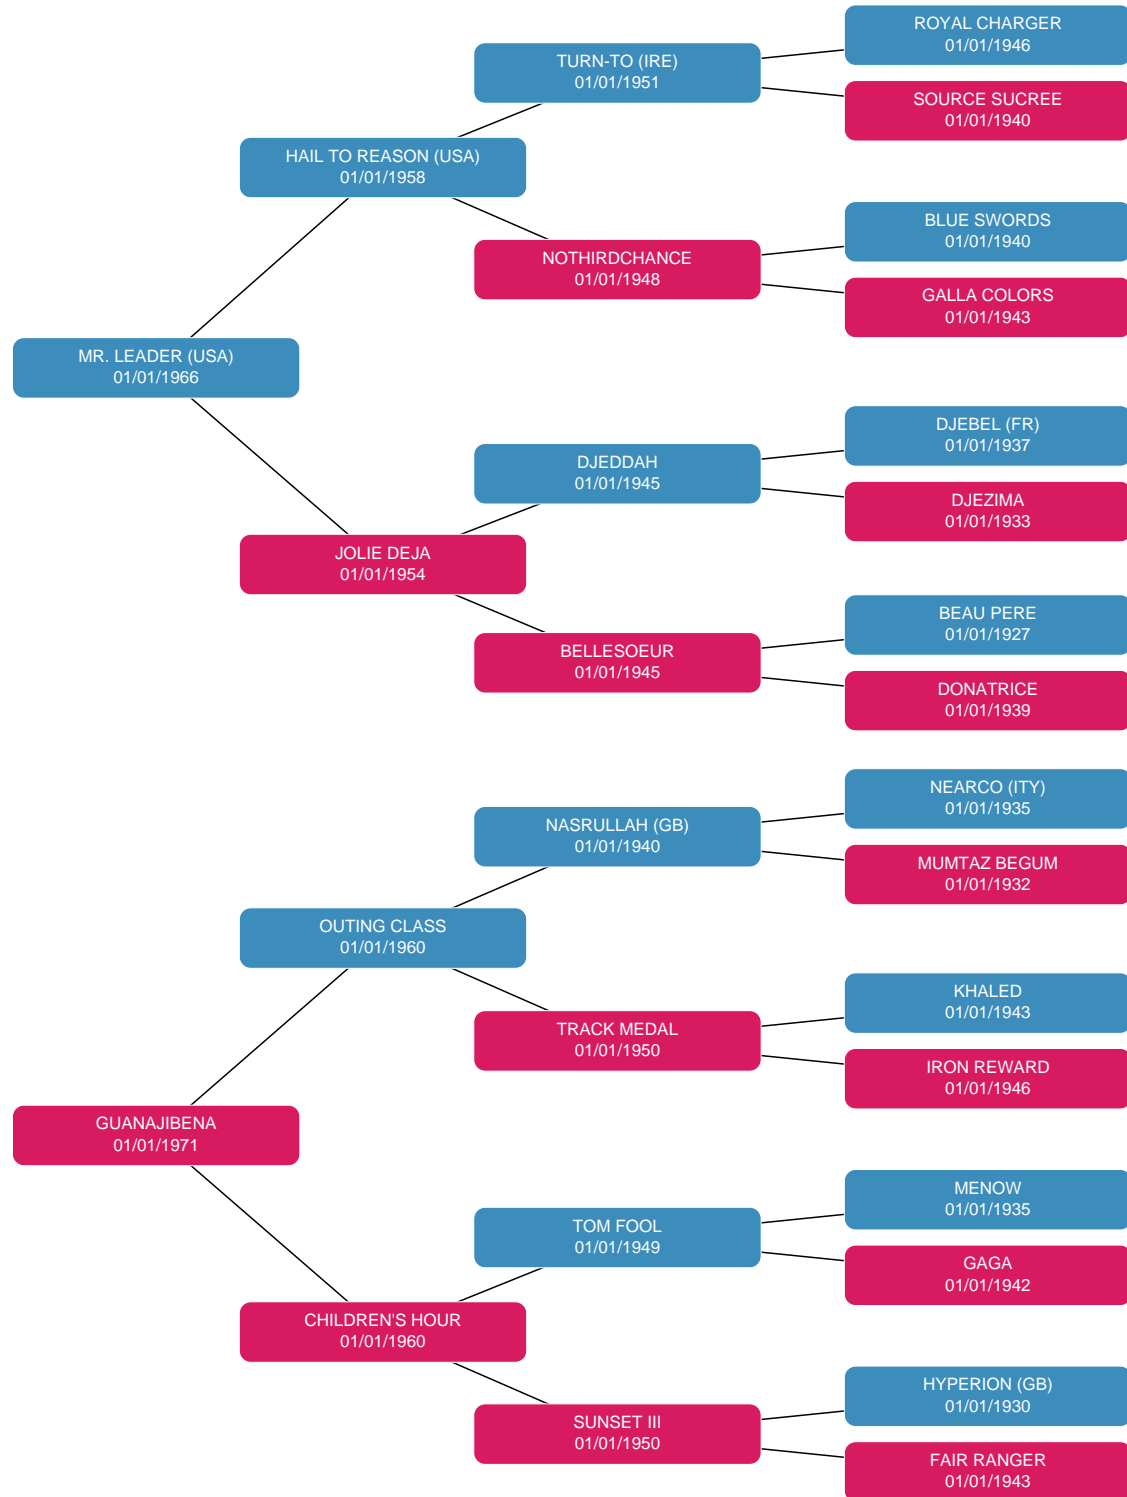 ROYAL CHARGER
01/01/1946
TURN-TO (IRE)
01/01/1951
SOURCE SUCREE
01/01/1940
HAIL TO REASON (USA)
01/01/1958
BLUE SWORDS
01/01/1940
NOTHIRDCHANCE
01/01/1948
GALLA COLORS
01/01/1943
MR. LEADER (USA)
01/01/1966
DJEBEL (FR)
01/01/1937
DJEDDAH
01/01/1945
DJEZIMA
01/01/1933
JOLIE DEJA
01/01/1954
BEAU PERE
01/01/1927
BELLESOEUR
01/01/1945
DONATRICE
01/01/1939
NEARCO (ITY)
01/01/1935
NASRULLAH (GB)
01/01/1940
MUMTAZ BEGUM
01/01/1932
OUTING CLASS
01/01/1960
KHALED
01/01/1943
TRACK MEDAL
01/01/1950
IRON REWARD
01/01/1946
GUANAJIBENA
01/01/1971
MENOW
01/01/1935
TOM FOOL
01/01/1949
GAGA
01/01/1942
CHILDREN'S HOUR
01/01/1960
HYPERION (GB)
01/01/1930
SUNSET III
01/01/1950
FAIR RANGER
01/01/1943